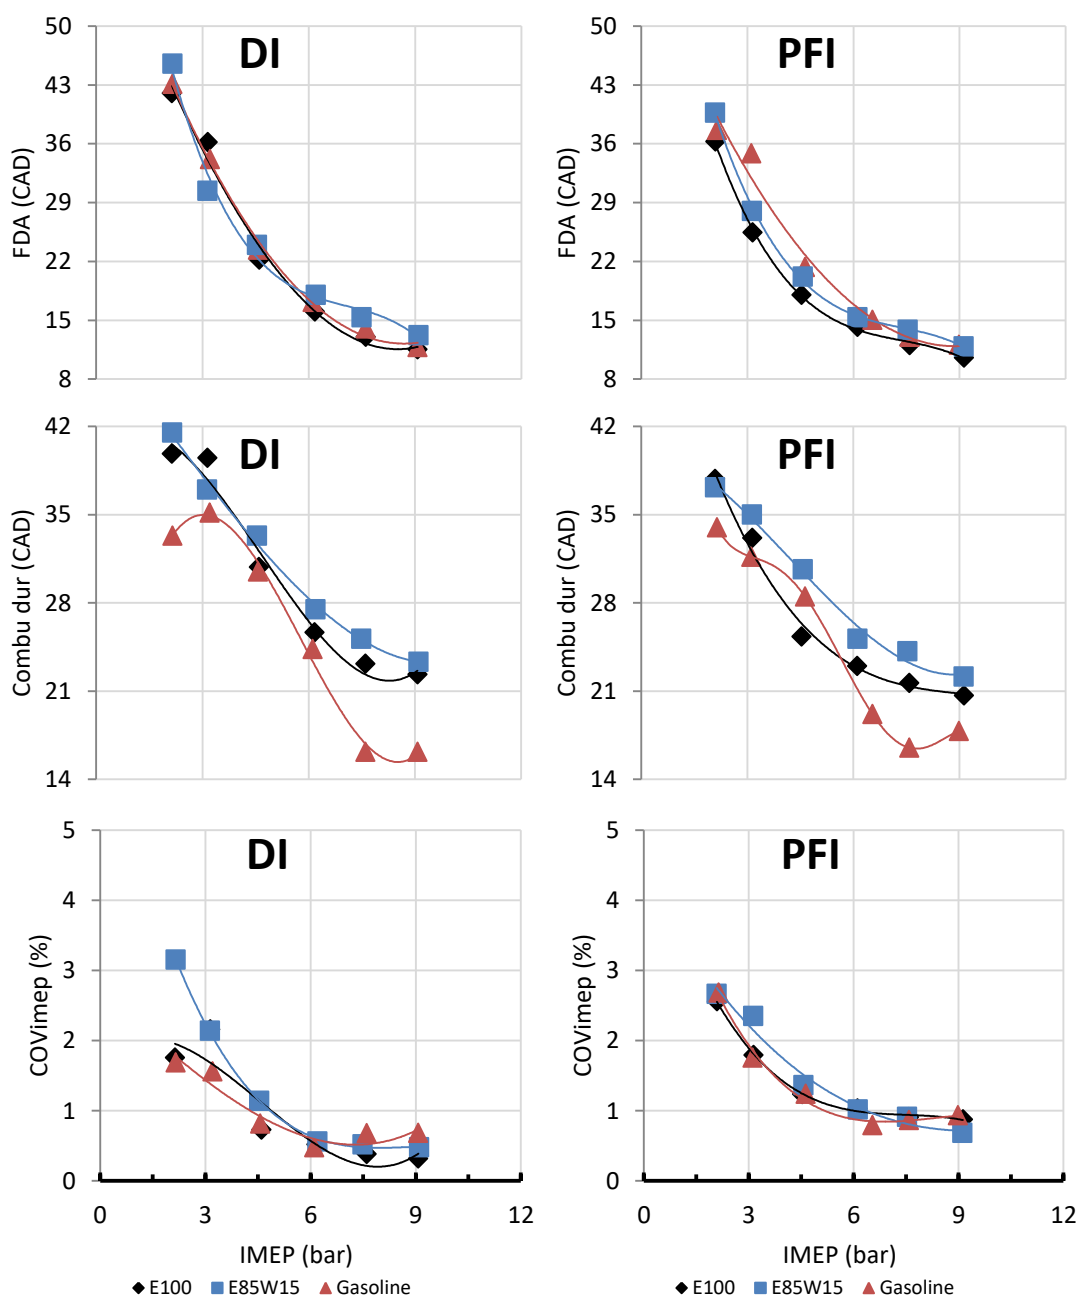 DI
50
43
36
29
22
15
8
FDA (CAD)
PFI
50
43
36
29
22
15
8
FDA (CAD)
DI
42
35
28
21
14
Combu dur (CAD)
PFI
42
35
28
21
14
Combu dur (CAD)
DI
5
4
3
2
1
0
COVimep (%)
0 3 6 9 12
IMEP (bar)
PFI
5
4
3
2
1
0
COVimep (%)
0 3 6 9 12
IMEP (bar)
E100 E85W15 Gasoline
E100 E85W15 Gasoline